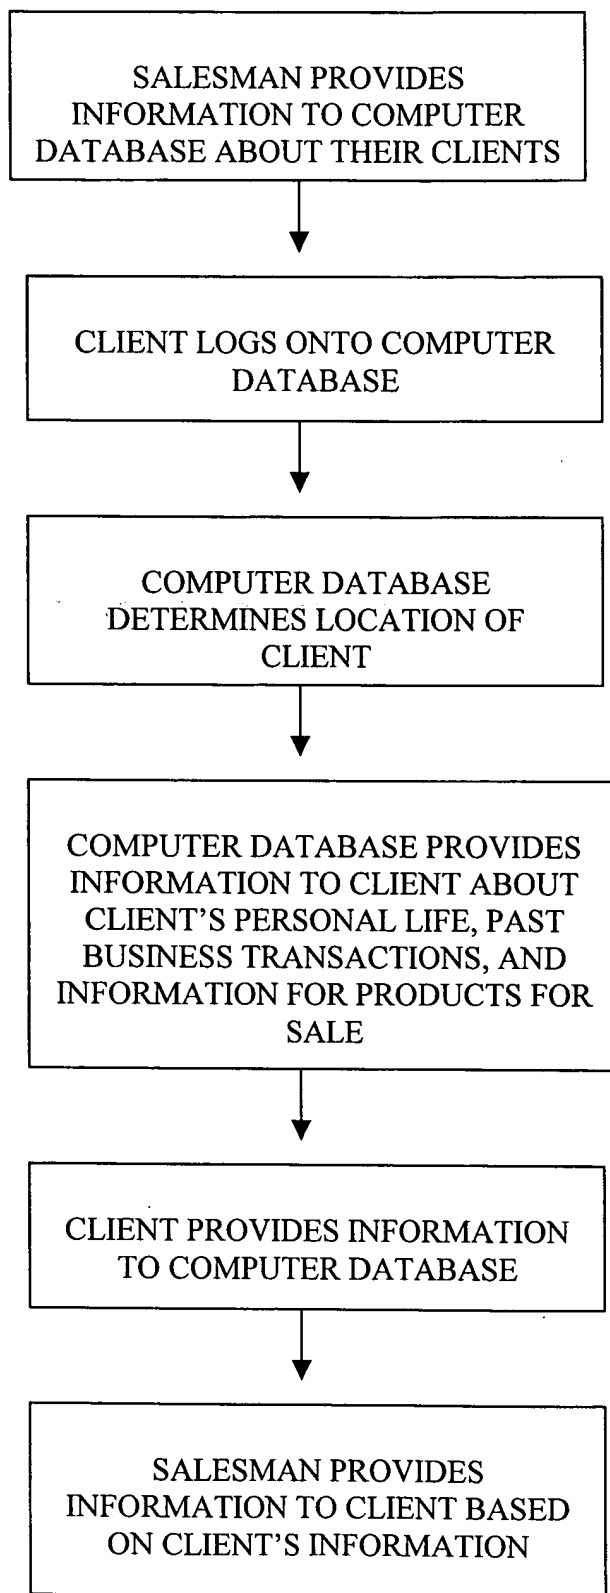 SALESMAN PROVIDES
INFORMATION TO COMPUTER
DATABASE ABOUT THEIR CLIENTS
CLIENT LOGS ONTO COMPUTER
DATABASE
COMPUTER DATABASE
DETERMINES LOCATION OF
CLIENT
COMPUTER DATABASE PROVIDES
INFORMATION TO CLIENT ABOUT
CLIENT'S PERSONAL LIFE, PAST
BUSINESS TRANSACTIONS, AND
INFORMATION FOR PRODUCTS FOR
SALE
CLIENT PROVIDES INFORMATION
TO COMPUTER DATABASE
SALESMAN PROVIDES
INFORMATION TO CLIENT BASED
ON CLIENT'S INFORMATION